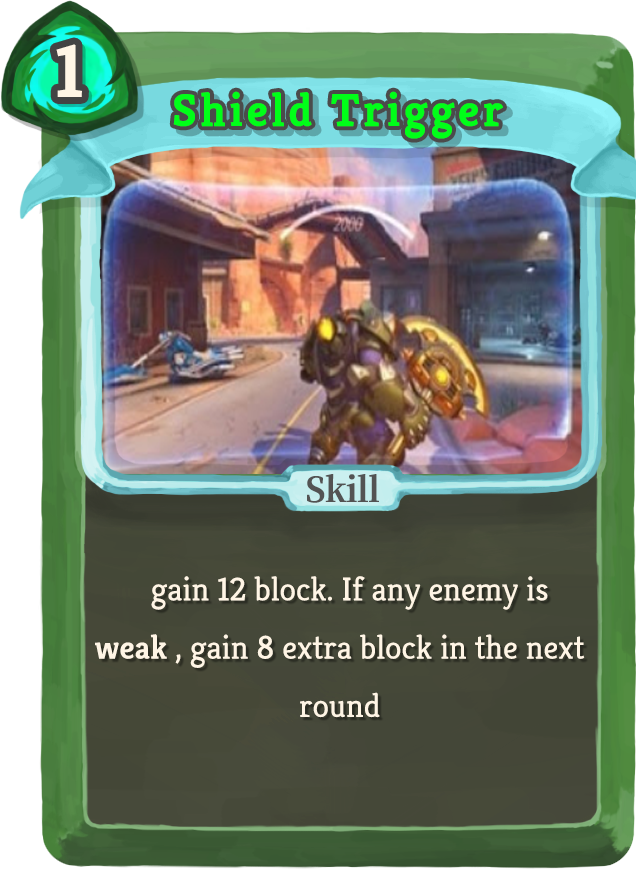 1
Shield Trigger
2000
Skill
gain 12 block. If any enemy is
weak , gain 8 extra block in the next
round